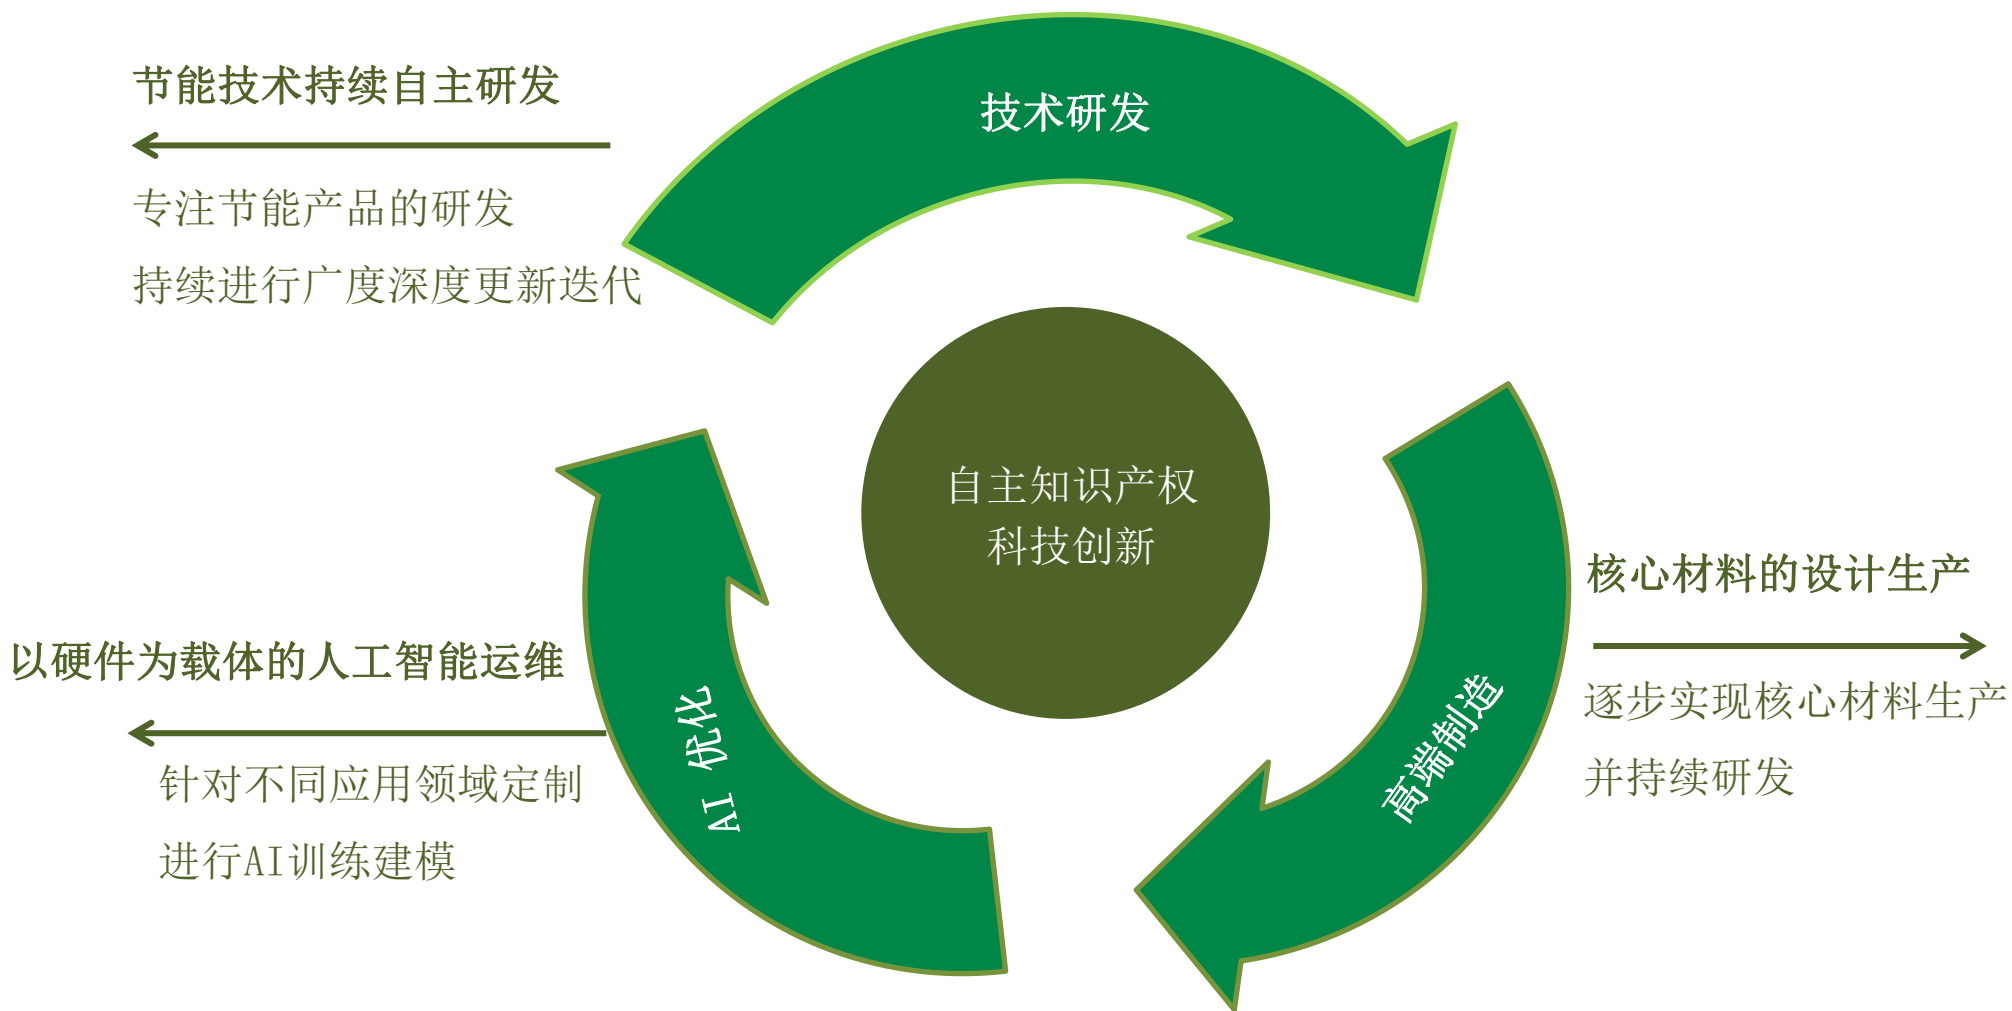 节能技术持续自主研发
专注节能产品的研发
持续进行广度深度更新迭代
技术研发
自主知识产权
科技创新
核心材料的设计生产
逐步实现核心材料生产
并持续研发
高端制造
以硬件为载体的人工智能运维
针对不同应用领域定制
进行AI训练建模
AI 优化